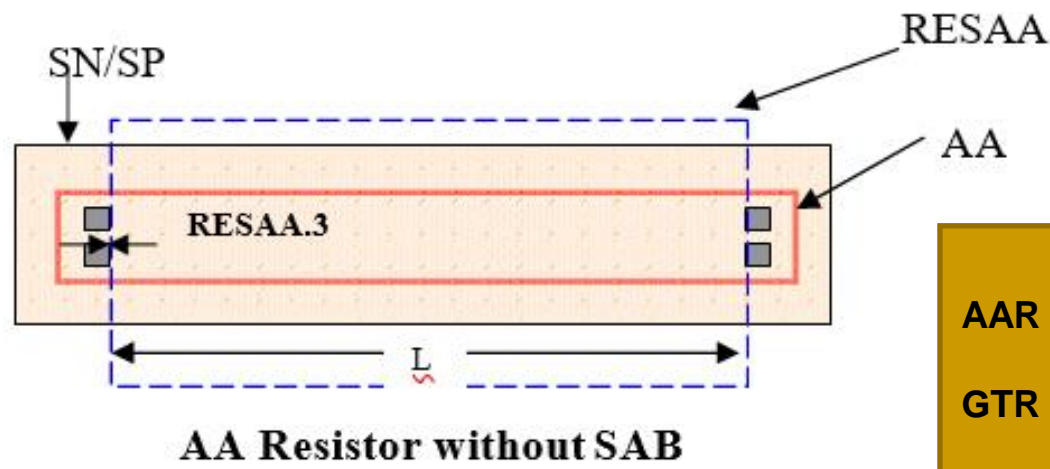 RESAA
SN/SP
AA
RESAA.3
AAR
GTR
L
AA Resistor without SAB